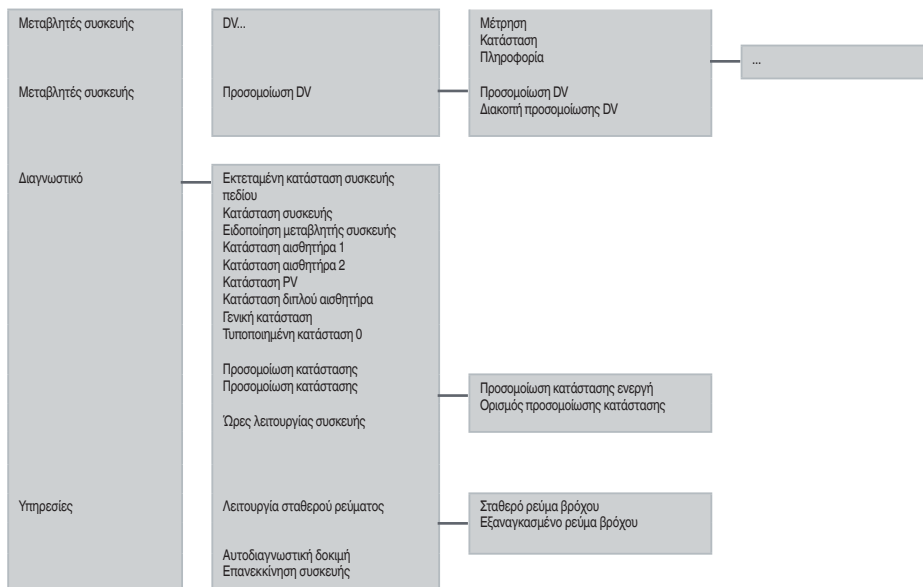 Μεταβλητές συσκευής
DV...
Μέτρηση
Κατάσταση
Πληροφορία
...
Μεταβλητές συσκευής
Προσομοίωση DV
Προσομοίωση DV
Διακοπή προσομοίωσης DV
Διαγνωστικό
Εκτεταμένη κατάσταση συσκευής
πεδίου
Κατάσταση συσκευής
Ειδοποίηση μεταβλητής συσκευής
Κατάσταση αισθητήρα 1
Κατάσταση αισθητήρα 2
Κατάσταση PV
Κατάσταση διπλού αισθητήρα
Γενική κατάσταση
Τυποποιημένη κατάσταση 0
Προσομοίωση κατάστασης
Προσομοίωση κατάστασης
Προσομοίωση κατάστασης ενεργή
Ορισμός προσομοίωσης κατάστασης
Ώρες λειτουργίας συσκευής
Υπηρεσίες
Λειτουργία σταθερού ρεύματος
Σταθερό ρεύμα βρόχου
Εξαναγκασμένο ρεύμα βρόχου
Αυτοδιαγνωστική δοκιμή
Επανεκκίνηση συσκευής